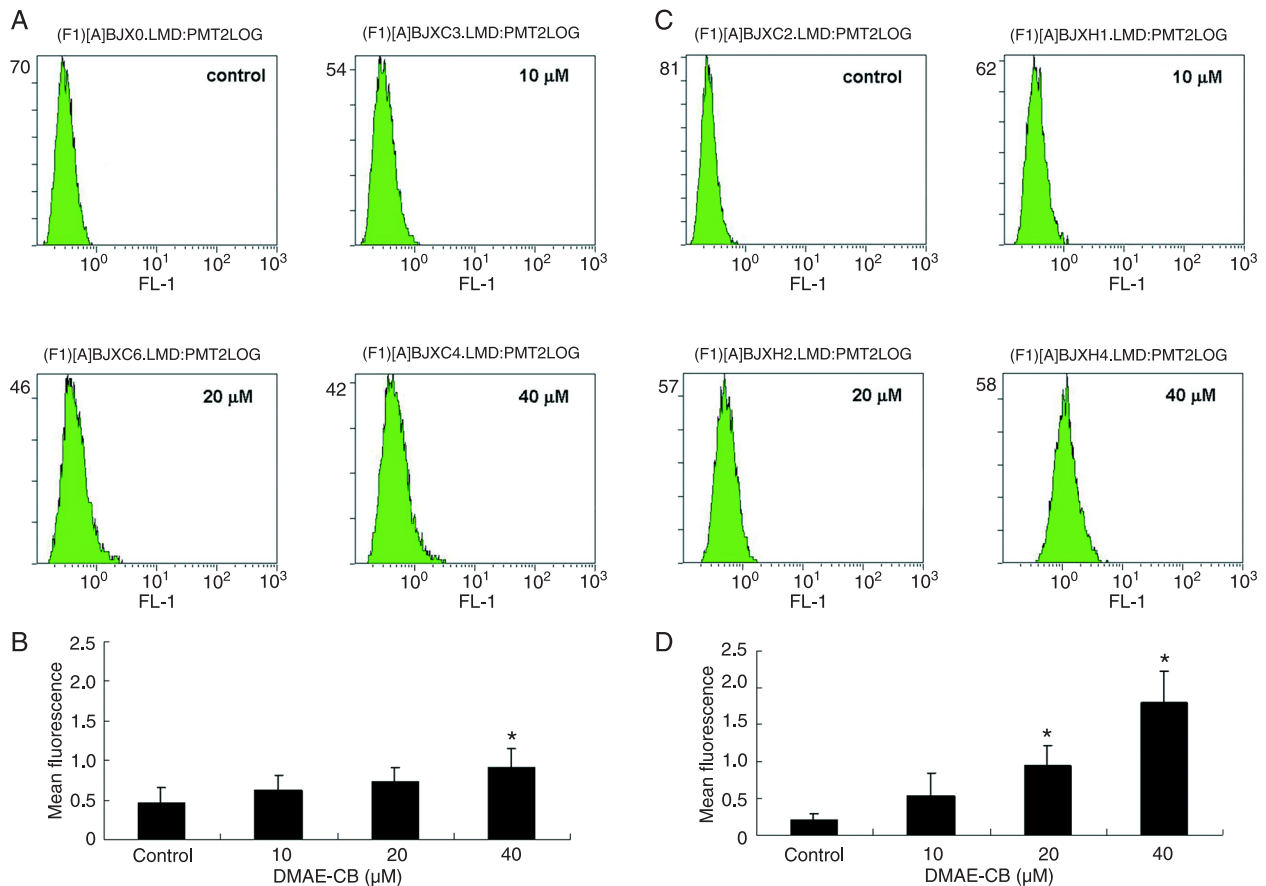 A
(F1)[A]BJX0.LMD:PMT2LOG
70
control
10⁰ 10¹ 10² 10³
FL-1
(F1)[A]BJXC3.LMD:PMT2LOG
54
10 µM
10⁰ 10¹ 10² 10³
FL-1
(F1)[A]BJXC6.LMD:PMT2LOG
46
20 µM
10⁰ 10¹ 10² 10³
FL-1
(F1)[A]BJXC4.LMD:PMT2LOG
42
40 µM
10⁰ 10¹ 10² 10³
FL-1
B
Mean fluorescence
2.5
2.0
1.5
1.0
0.5
0
*
Control 10 20 40
DMAE-CB (µM)
C
(F1)[A]BJXC2.LMD:PMT2LOG
81
control
10⁰ 10¹ 10² 10³
FL-1
(F1)[A]BJXH1.LMD:PMT2LOG
62
10 µM
10⁰ 10¹ 10² 10³
FL-1
(F1)[A]BJXH2.LMD:PMT2LOG
57
20 µM
10⁰ 10¹ 10² 10³
FL-1
(F1)[A]BJXH4.LMD:PMT2LOG
58
40 µM
10⁰ 10¹ 10² 10³
FL-1
D
Mean fluorescence
2.5
2.0
1.5
1.0
0.5
0
* *
Control 10 20 40
DMAE-CB (µM)